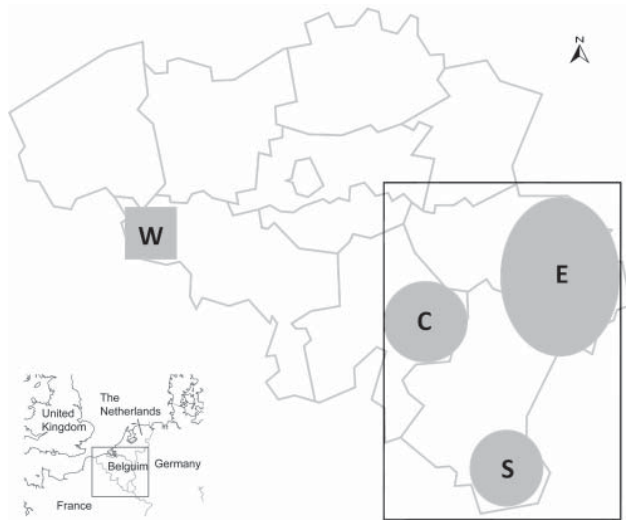 N
W
E
C
S
The
Netherlands
United
Kingdom
Belguim
Germany
France